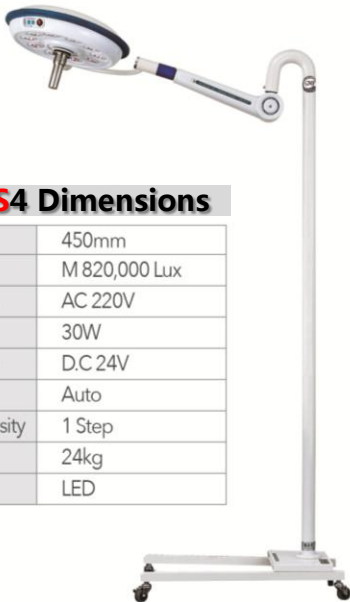 S4 Dimensions
450mm
M 820,000 Lux
AC 220V
30W
D.C 24V
Auto
sity 1 Step
24kg
LED